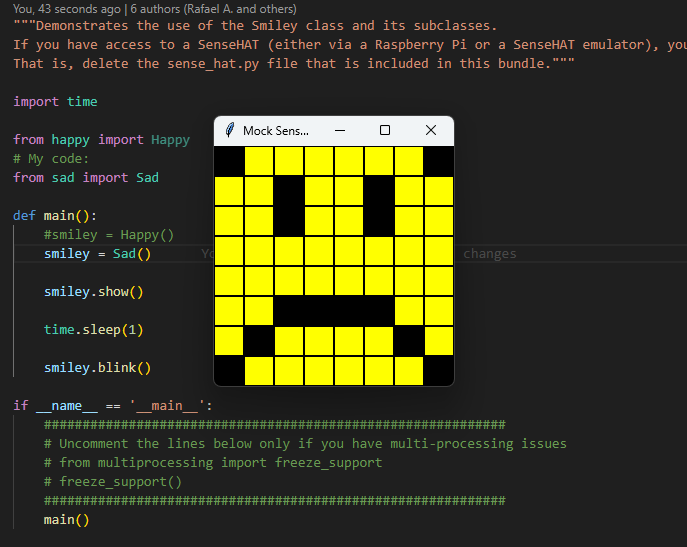 You, 43 seconds ago | 6 authors (Rafael A. and others)
"""Demonstrates the use of the Smiley class and its subclasses.
If you have access to a SenseHAT (either via a Raspberry Pi or a SenseHAT emulator), you
That is, delete the sense_hat.py file that is included in this bundle."""
import time
Mock Sens...
from happy import Happy
# My code:
from sad import Sad
def main():
#smiley = Happy()
smiley = Sad() changes
smiley.show()
time.sleep(1)
smiley.blink()
if __name__ == '__main__':
############################################################
# Uncomment the lines below only if you have multi-processing issues
# from multiprocessing import freeze_support
# freeze_support()
############################################################
main()